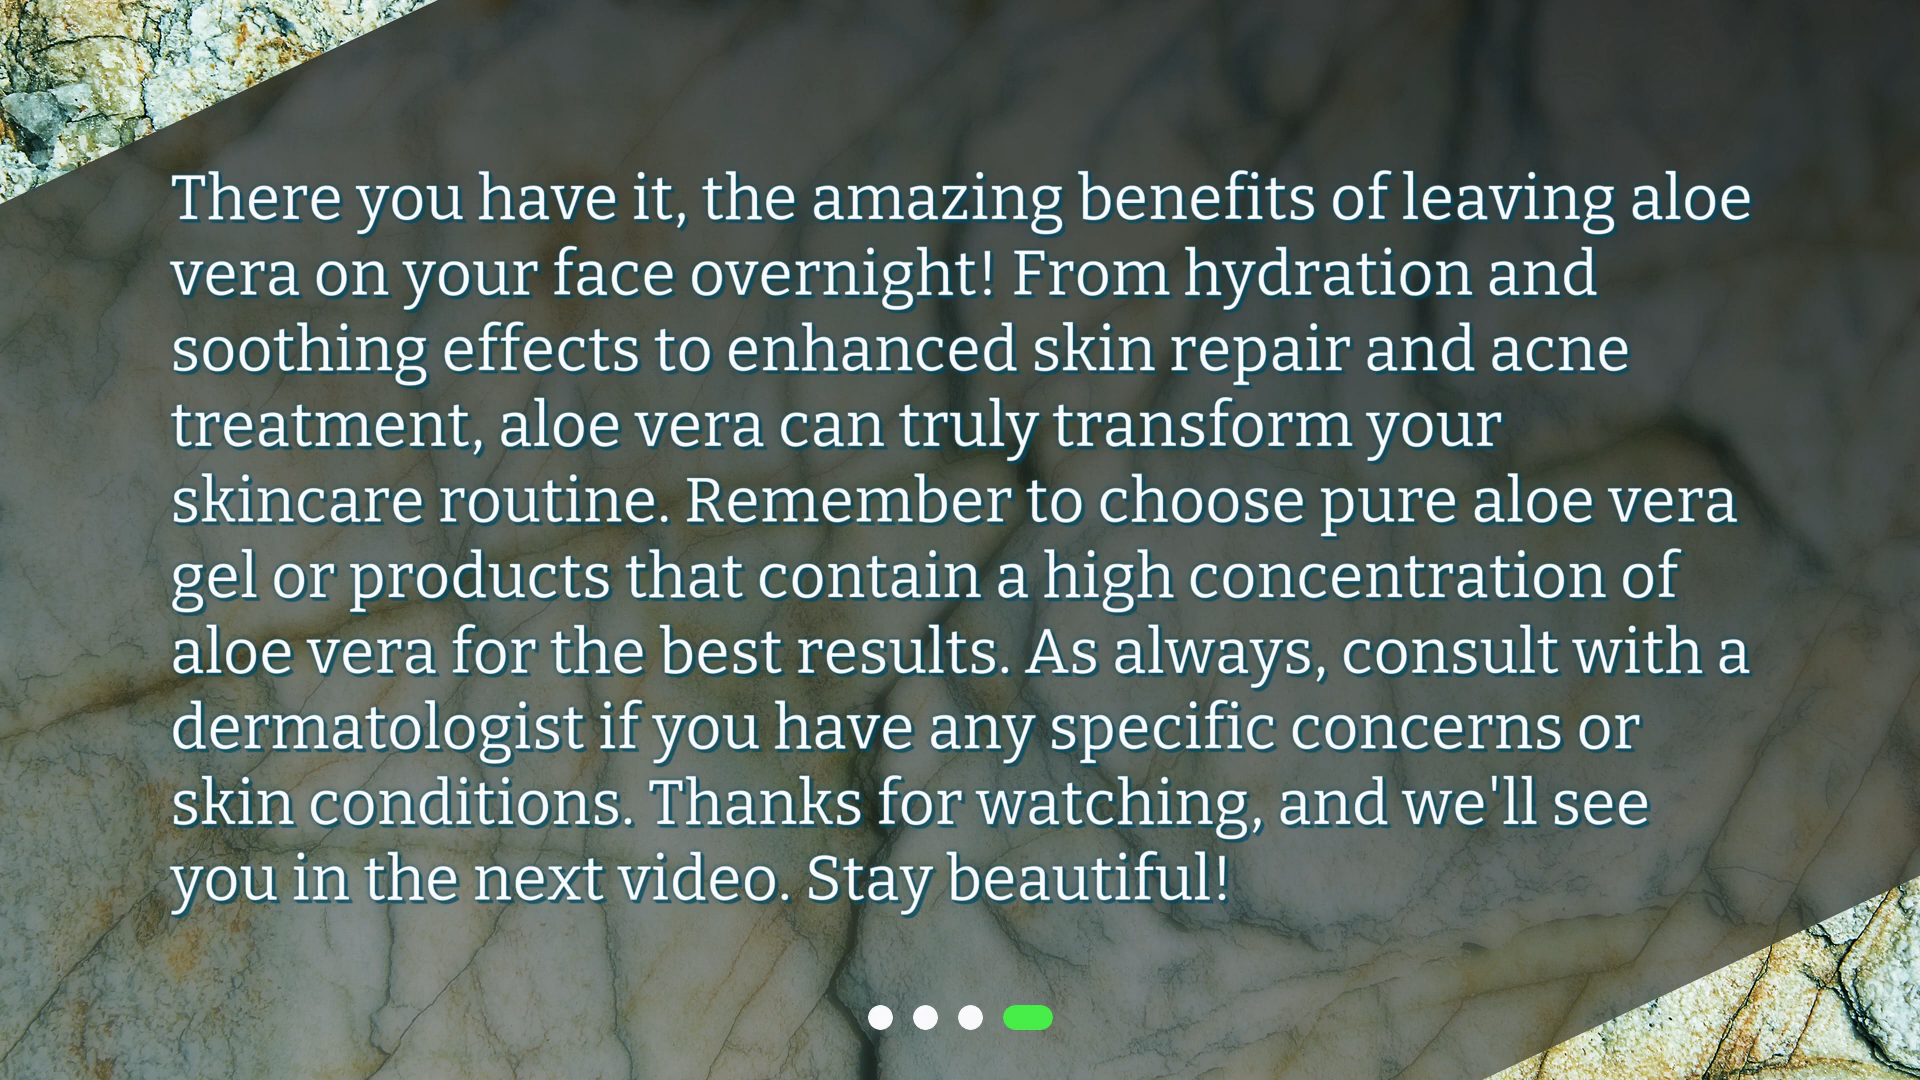 There you have it, the amazing benefits of leaving aloe
vera on your face overnight! From hydration and
soothing effects to enhanced skin repair and acne
treatment, aloe vera can truly transform your
skincare routine. Remember to choose pure aloe vera
gel or products that contain a high concentration of
aloe vera for the best results. As always, consult with a
dermatologist if you have any specific concerns or
skin conditions. Thanks for watching, and we'll see
you in the next video. Stay beautiful!